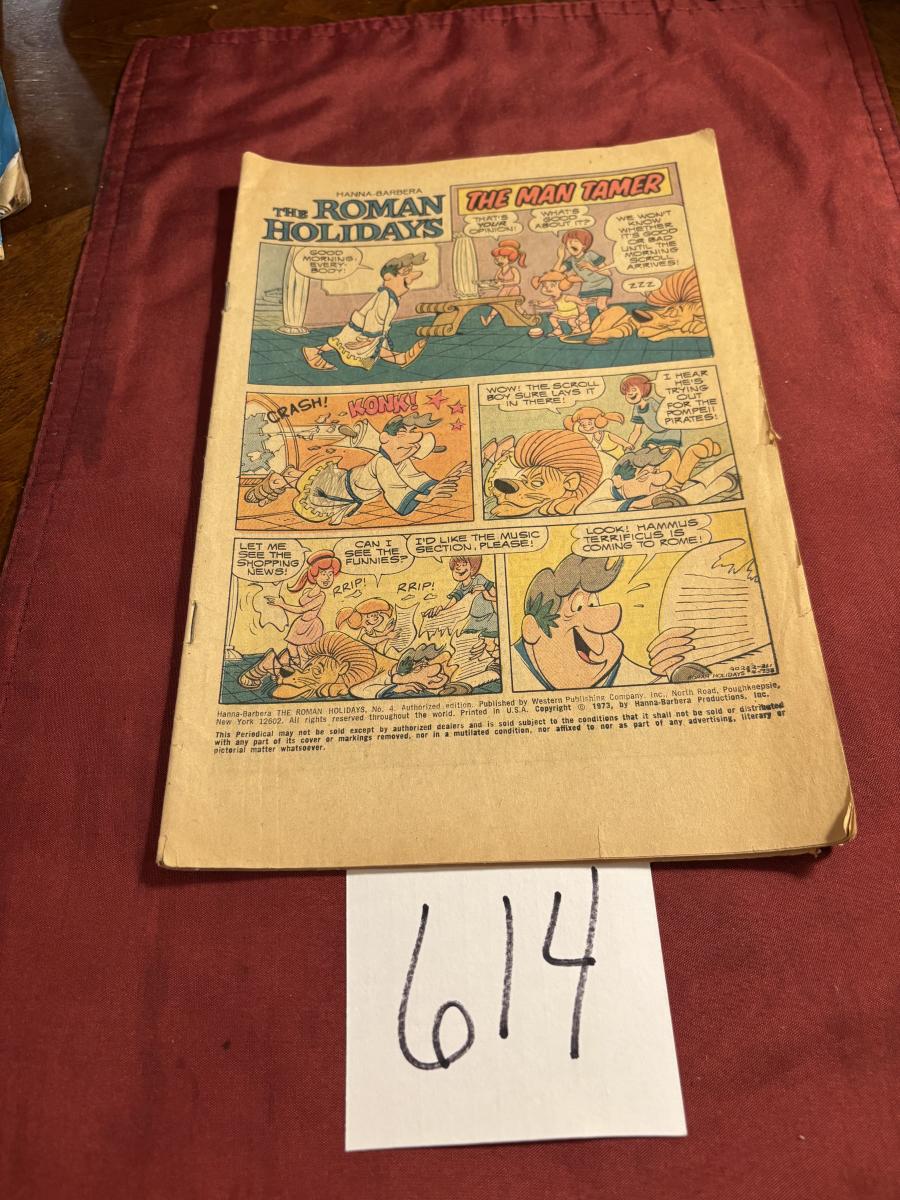 HANNA-BARBERA
THE ROMAN
HOLIDAYS
THE MAN TAMER
GOOD
MORNING,
EVERY-
BODY!
THAT'S
YOUR
OPINION!
WHAT'S
GOOD
ABOUT IT?
WE WON'T
KNOW
WHETHER
IT'S GOOD
OR BAD
UNTIL THE
MORNING
SCROLL
ARRIVES!
ZZZ
CRASH!
KONK!
WOW! THE SCROLL
BOY SURE LAYS IT
IN THERE!
I HEAR
HE'S
TRYING
OUT
FOR THE
POMPEII
PIRATES!
LET ME
SEE THE
SHOPPING
NEWS!
CAN I
SEE THE
FUNNIES?
I'D LIKE THE MUSIC
SECTION, PLEASE!
RRIP!
RRIP!
LOOK! HAMMUS
TERRIFICUS IS
COMING TO ROME!
ROMAN HOLIDAYS
Hanna-Barbera THE ROMAN HOLIDAYS, No. 4. Authorized edition. Published by Western Publishing Company, Inc., North Road, Poughkeepsie,
New York 12602. All rights reserved throughout the world. Printed in U.S.A. Copyright © 1973, by Hanna-Barbera Productions, Inc.
This Periodical may not be sold except by authorized dealers and is sold subject to the conditions that it shall not be sold or distributed
with any part of its cover or markings removed, nor in a mutilated condition, nor affixed to nor as part of any advertising, literary or
pictorial matter whatsoever.
614